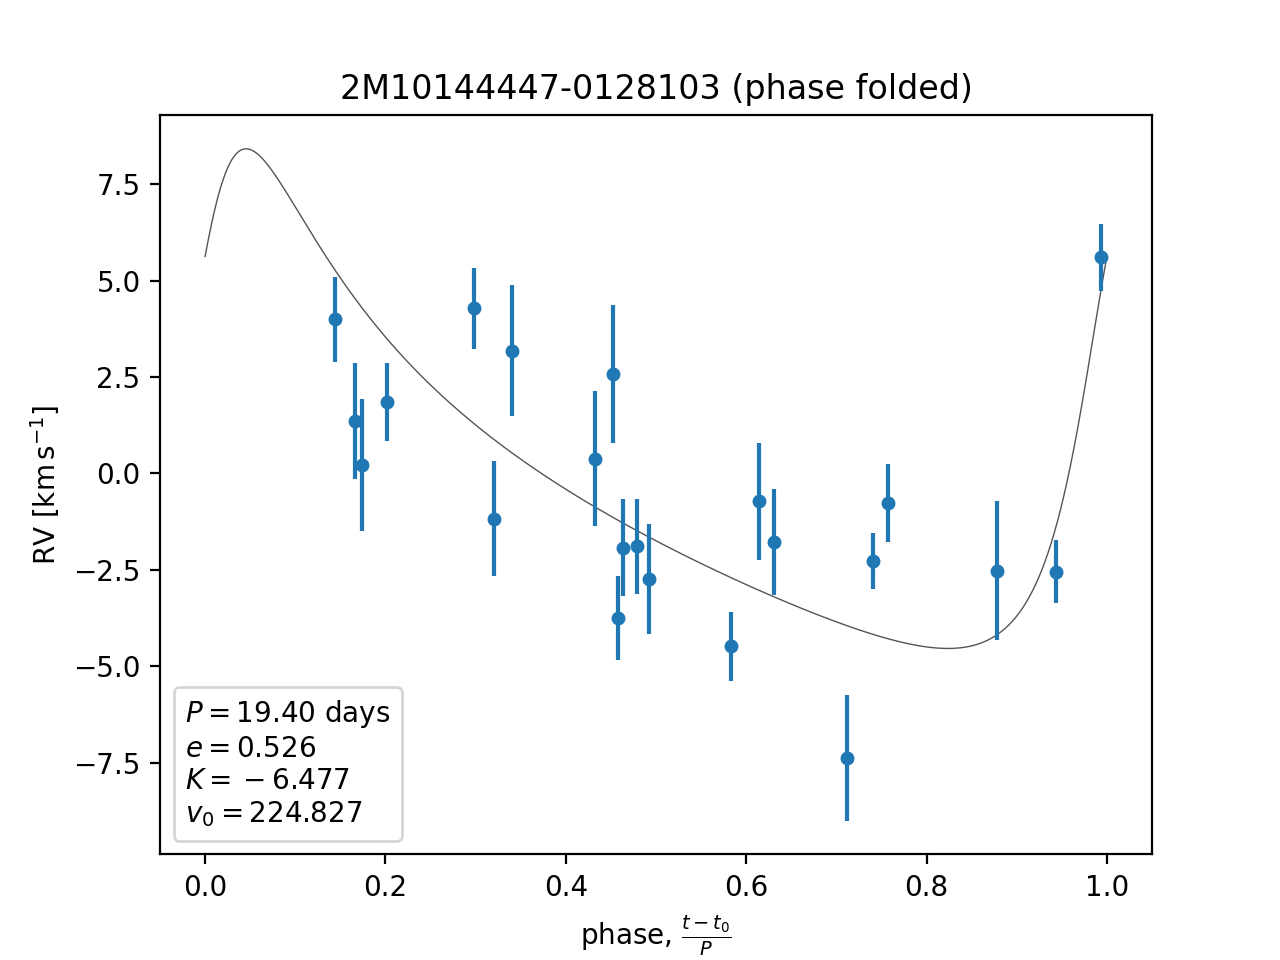 2M10144447-0128103 (phase folded)
7.5
5.0
2.5
0.0
−2.5
−5.0
−7.5
RV [km s⁻¹]
P = 19.40 days
e = 0.526
K = −6.477
v₀ = 224.827
0.0 0.2 0.4 0.6 0.8 1.0
phase, (t − t₀)/P